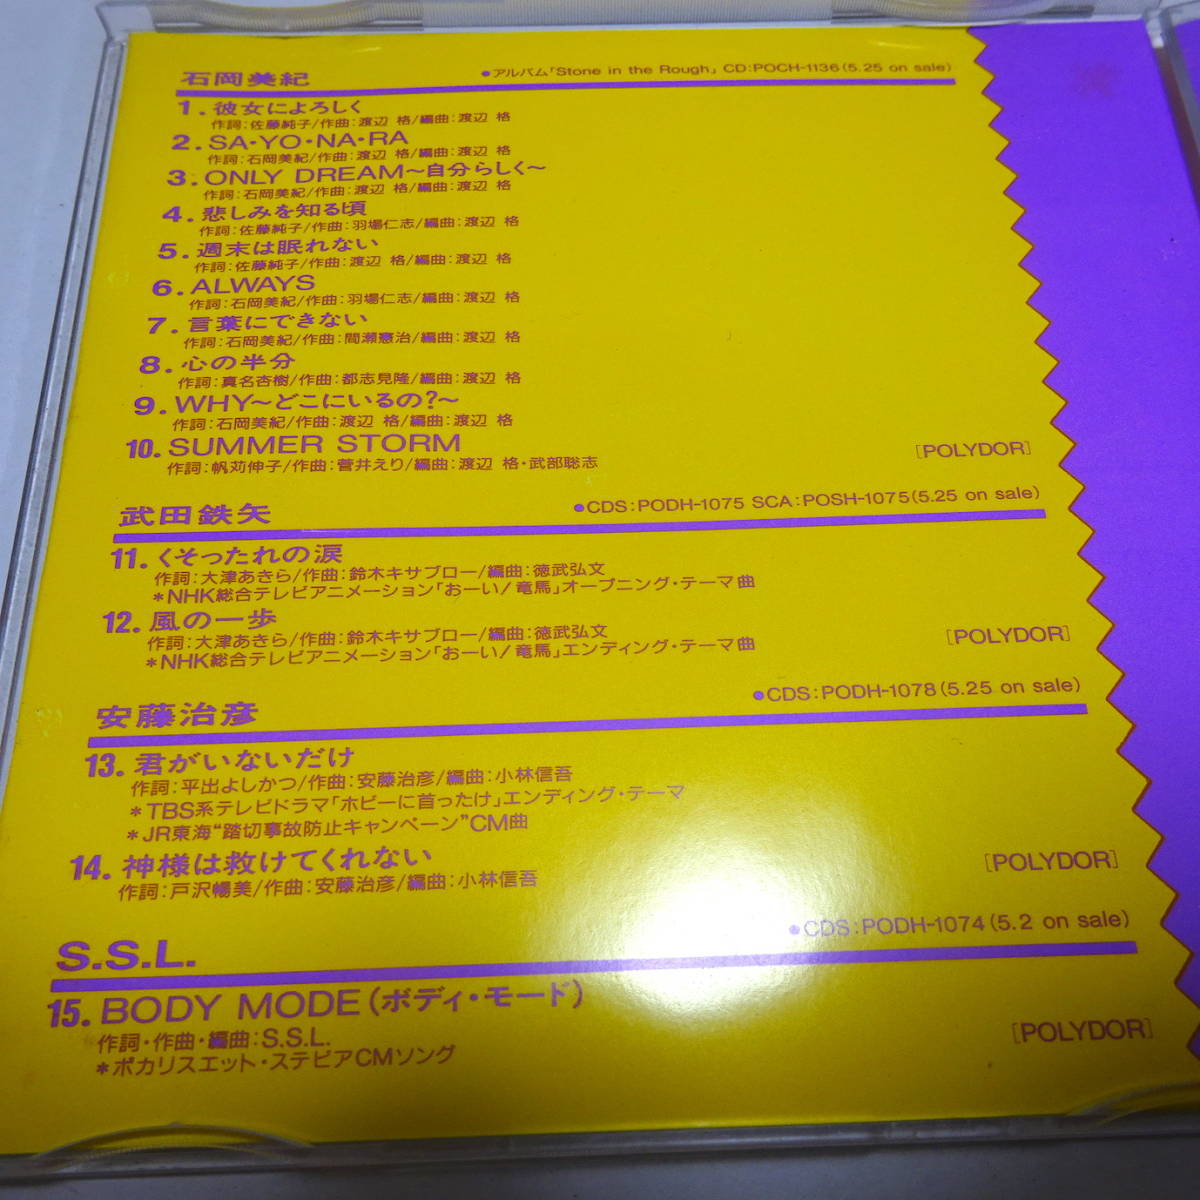 石岡美紀 ●アルバム「Stone in the Rough」 CD:POCH-1136(5.25 on sale)
1.彼女によろしく
作詞:佐藤純子/作曲:渡辺 格/編曲:渡辺 格
2.SA・YO・NA・RA
作詞:石岡美紀/作曲:渡辺 格/編曲:渡辺 格
3.ONLY DREAM〜自分らしく〜
作詞:石岡美紀/作曲:渡辺 格/編曲:渡辺 格
4.悲しみを知る頃
作詞:佐藤純子/作曲:羽場仁志/編曲:渡辺 格
5.週末は眠れない
作詞:佐藤純子/作曲:渡辺 格/編曲:渡辺 格
6.ALWAYS
作詞:石岡美紀/作曲:羽場仁志/編曲:渡辺 格
7.言葉にできない
作詞:石岡美紀/作曲:間瀬憲治/編曲:渡辺 格
8.心の半分
作詞:真名杏樹/作曲:都志見隆/編曲:渡辺 格
9.WHY〜どこにいるの?〜
作詞:石岡美紀/作曲:渡辺 格/編曲:渡辺 格
10.SUMMER STORM
作詞:帆苅伸子/作曲:菅井えり/編曲:渡辺 格・武部聡志 [POLYDOR]
武田鉄矢 ●CDS:PODH-1075 SCA:POSH-1075(5.25 on sale)
11.くそったれの涙
作詞:大津あきら/作曲:鈴木キサブロー/編曲:徳武弘文
*NHK総合テレビアニメーション「おーい!竜馬」オープニング・テーマ曲
12.風の一歩
作詞:大津あきら/作曲:鈴木キサブロー/編曲:徳武弘文 [POLYDOR]
*NHK総合テレビアニメーション「おーい!竜馬」エンディング・テーマ曲
安藤治彦 ●CDS:PODH-1078(5.25 on sale)
13.君がいないだけ
作詞:平出よしかつ/作曲:安藤治彦/編曲:小林信吾
*TBS系テレビドラマ「ホビーに首ったけ」エンディング・テーマ
*JR東海“踏切事故防止キャンペーン”CM曲
14.神様は救けてくれない
作詞:戸沢暢美/作曲:安藤治彦/編曲:小林信吾 [POLYDOR]
S.S.L. ●CDS:PODH-1074(5.2 on sale)
15.BODY MODE(ボディ・モード)
作詞・作曲・編曲:S.S.L. [POLYDOR]
*ポカリスエット・ステビアCMソング